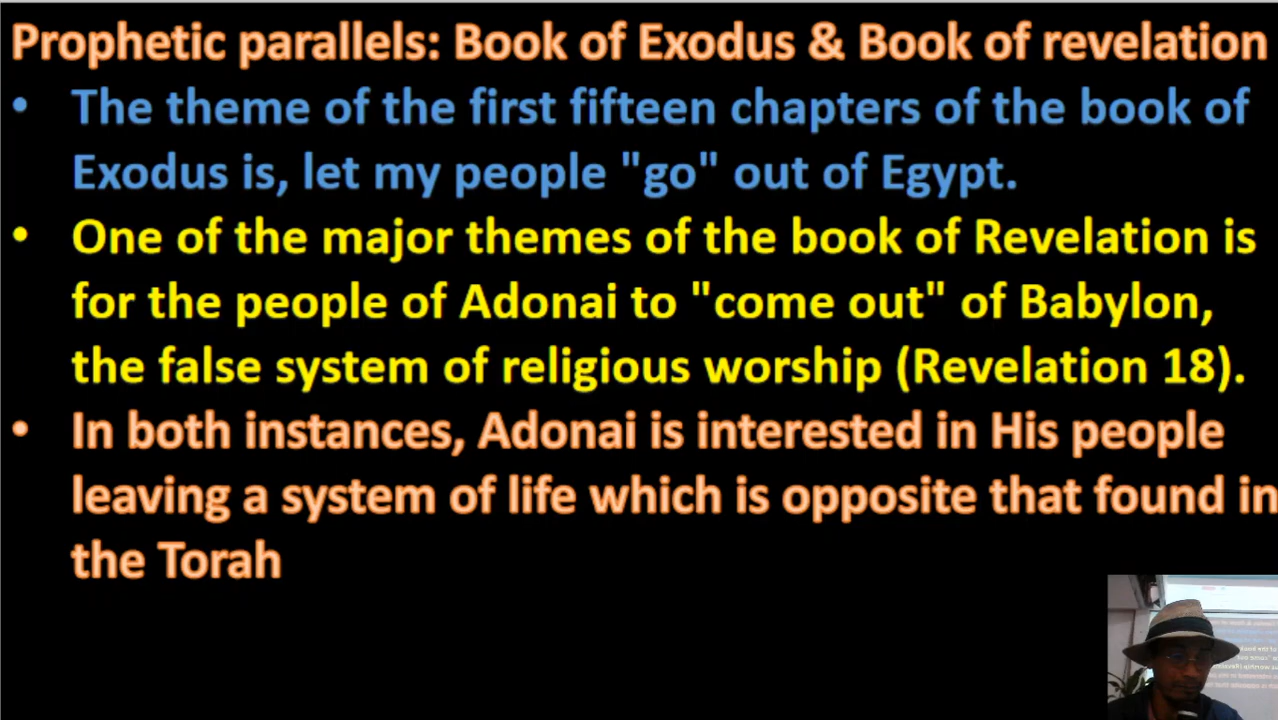 Prophetic parallels: Book of Exodus & Book of revelation
• The theme of the first fifteen chapters of the book of
Exodus is, let my people "go" out of Egypt.
• One of the major themes of the book of Revelation is
for the people of Adonai to "come out" of Babylon,
the false system of religious worship (Revelation 18).
• In both instances, Adonai is interested in His people
leaving a system of life which is opposite that found in
the Torah